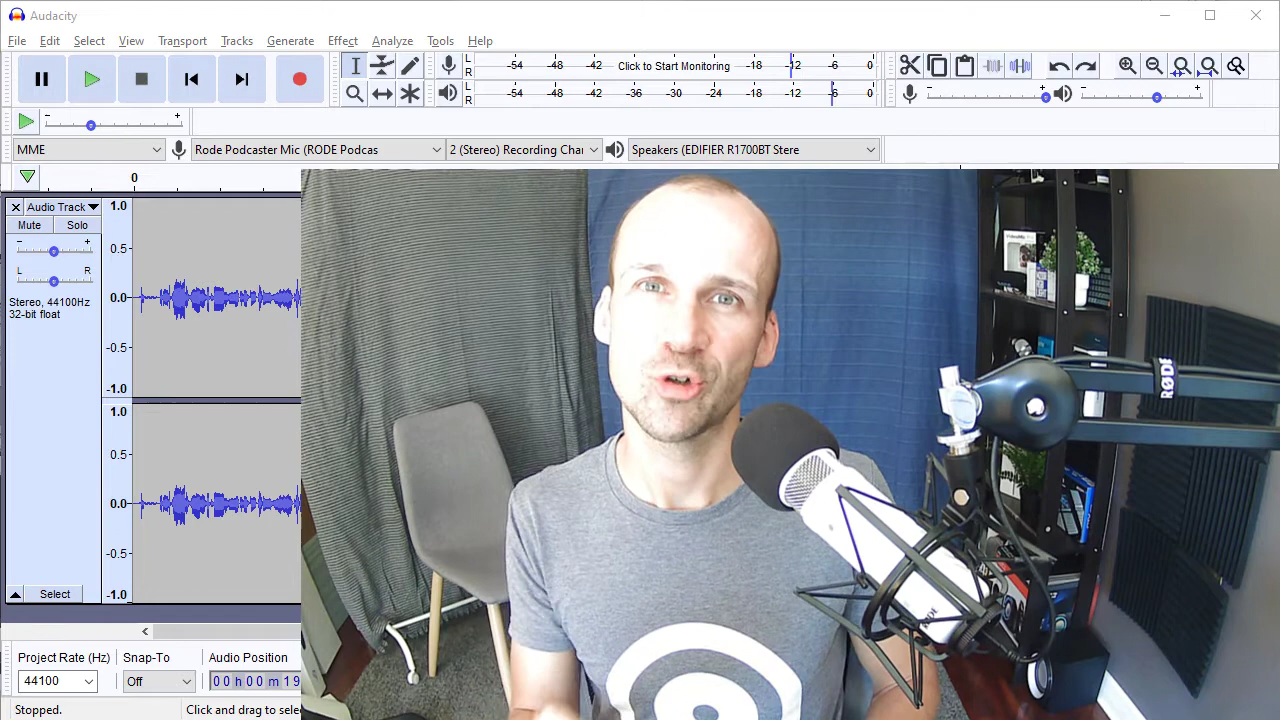 Audacity
File Edit Select View Transport Tracks Generate Effect Analyze Tools Help
L -54 -48 -42 Click to Start Monitoring -18 -12 -6 0
R
L -54 -48 -42 -36 -30 -24 -18 -12 -6 0
R
MME Rode Podcaster Mic (RODE Podcas 2 (Stereo) Recording Chan Speakers (EDIFIER R1700BT Stere
0
Audio Track 1.0
Mute Solo
0.5
L R
Stereo, 44100Hz 0.0
32-bit float
-0.5
-1.0
1.0
0.5
0.0
-0.5
Select -1.0
RØDE
RØDE
Project Rate (Hz) Snap-To Audio Position
44100 Off 00h00m19
Stopped. Click and drag to sele